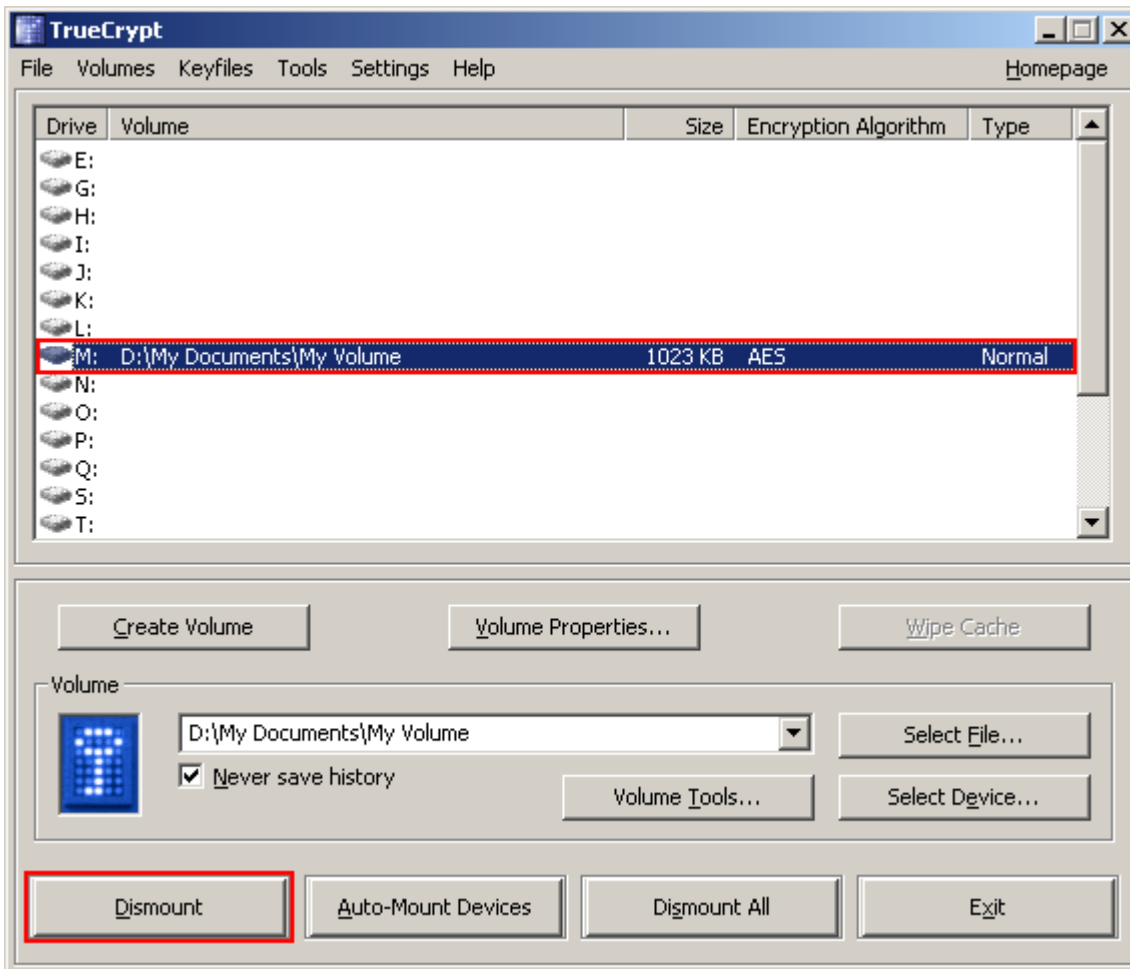 TrueCrypt
File Volumes Keyfiles Tools Settings Help Homepage
Drive Volume Size Encryption Algorithm Type
E:
G:
H:
I:
J:
K:
L:
M: D:\My Documents\My Volume 1023 KB AES Normal
N:
O:
P:
Q:
S:
T:
Create Volume Volume Properties... Wipe Cache
Volume
D:\My Documents\My Volume Select File...
Never save history
Volume Tools... Select Device...
Dismount Auto-Mount Devices Dismount All Exit